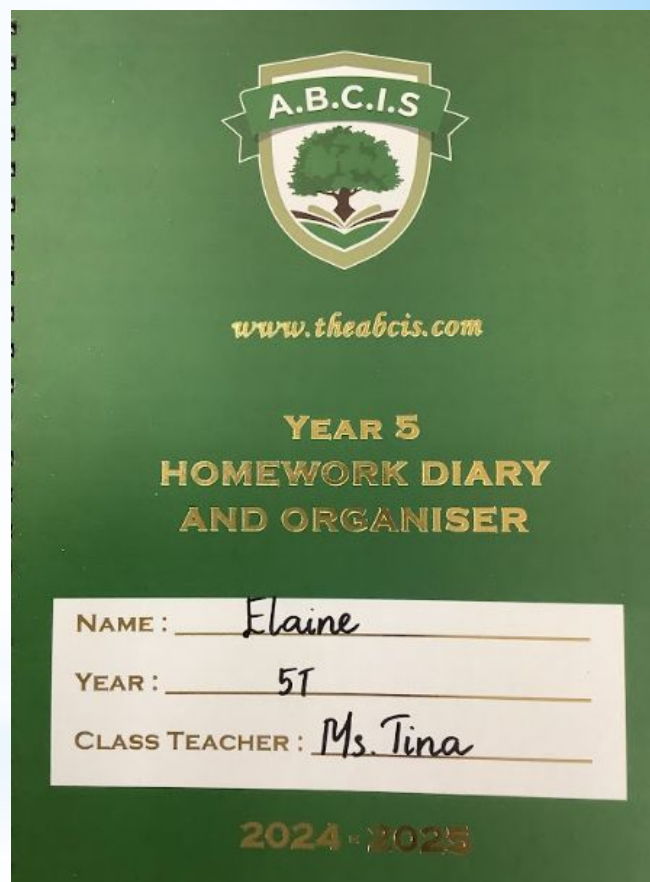 A.B.C.I.S
www.theabcis.com
YEAR 5
HOMEWORK DIARY
AND ORGANISER
NAME : Elaine
YEAR : 5T
CLASS TEACHER : Ms. Tina
2024 - 2025